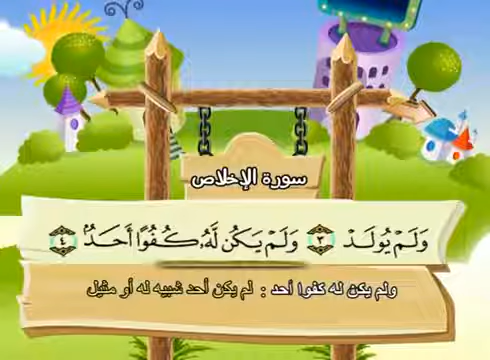 سورة الإخلاص
وَلَمْ يُولَدْ ٣ وَلَمْ يَكُن لَّهُۥ كُفُوًا أَحَدٌۢ ٤
ولم يكن له كفوا أحد : لم يكن أحد شبيه له أو مثيل